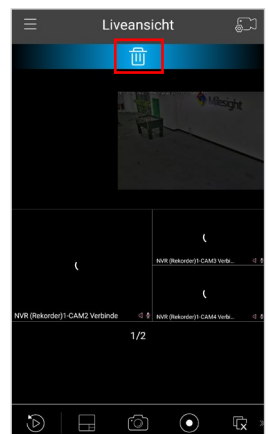 Liveansicht
Milesight
NVR (Rekorder)1-CAM3 Verbi...
NVR (Rekorder)1-CAM2 Verbinde
NVR (Rekorder)1-CAM4 Verbi...
1/2